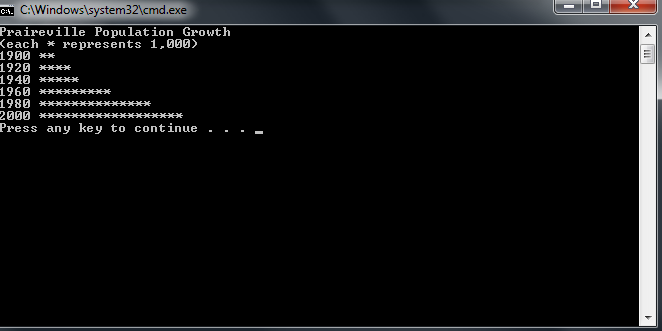 C:\Windows\system32\cmd.exe
Praireville Population Growth
(each * represents 1,000)
1900 **
1920 ****
1940 *****
1960 *********
1980 **************
2000 ******************
Press any key to continue . . . _